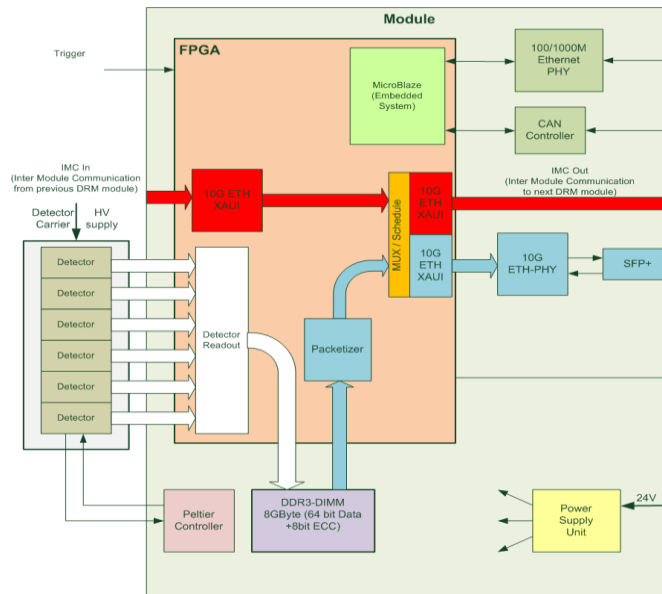 Module
FPGA
Trigger
MicroBlaze
(Embedded
System)
100/1000M
Ethernet
PHY
CAN
Controller
IMC In
(Inter Module Communication
from previous DRM module)
10G ETH
XAUI
MUX / Schedule
10G
ETH
XAUI
IMC Out
(Inter Module Communication
to next DRM module)
10G
ETH
XAUI
10G
ETH-PHY
SFP+
Detector
Carrier
HV
supply
Detector
Detector
Detector
Detector
Detector
Detector
Detector
Readout
Packetizer
Peltier
Controller
DDR3-DIMM
8GByte (64 bit Data
+8bit ECC)
Power
Supply
Unit
24V